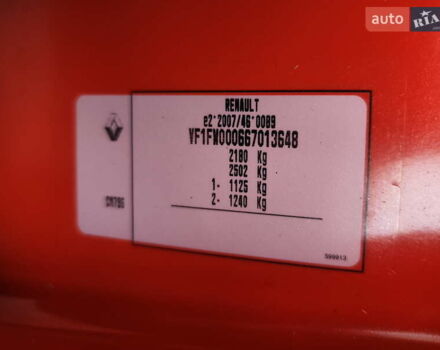 auto RIA
RENAULT
e2*2007/46*0089
VF1FW000667013648
2180 Kg
2502 Kg
1- 1125 Kg
2- 1240 Kg
CM796
599913